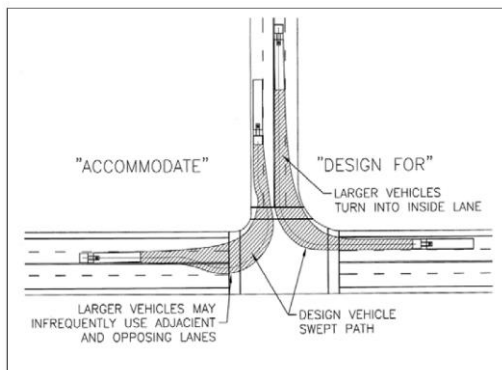 "ACCOMMODATE"
"DESIGN FOR"
LARGER VEHICLES
TURN INTO INSIDE LANE
LARGER VEHICLES MAY
INFREQUENTLY USE ADJACIENT
AND OPPOSING LANES
DESIGN VEHICLE
SWEPT PATH